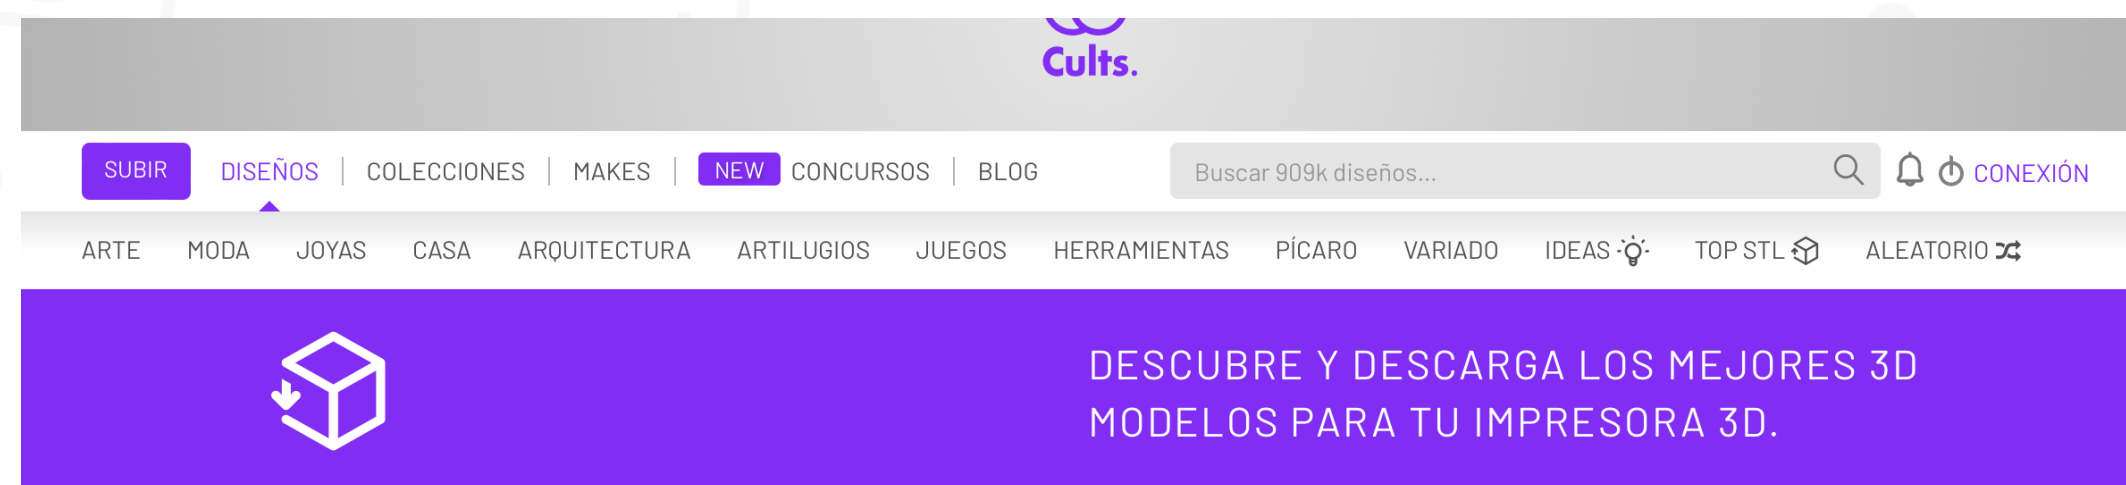 Cults.
SUBIR DISEÑOS COLECCIONES MAKES NEW CONCURSOS BLOG Buscar 909k diseños... CONEXIÓN
ARTE MODA JOYAS CASA ARQUITECTURA ARTILUGIOS JUEGOS HERRAMIENTAS PÍCARO VARIADO IDEAS TOP STL ALEATORIO
DESCUBRE Y DESCARGA LOS MEJORES 3D
MODELOS PARA TU IMPRESORA 3D.